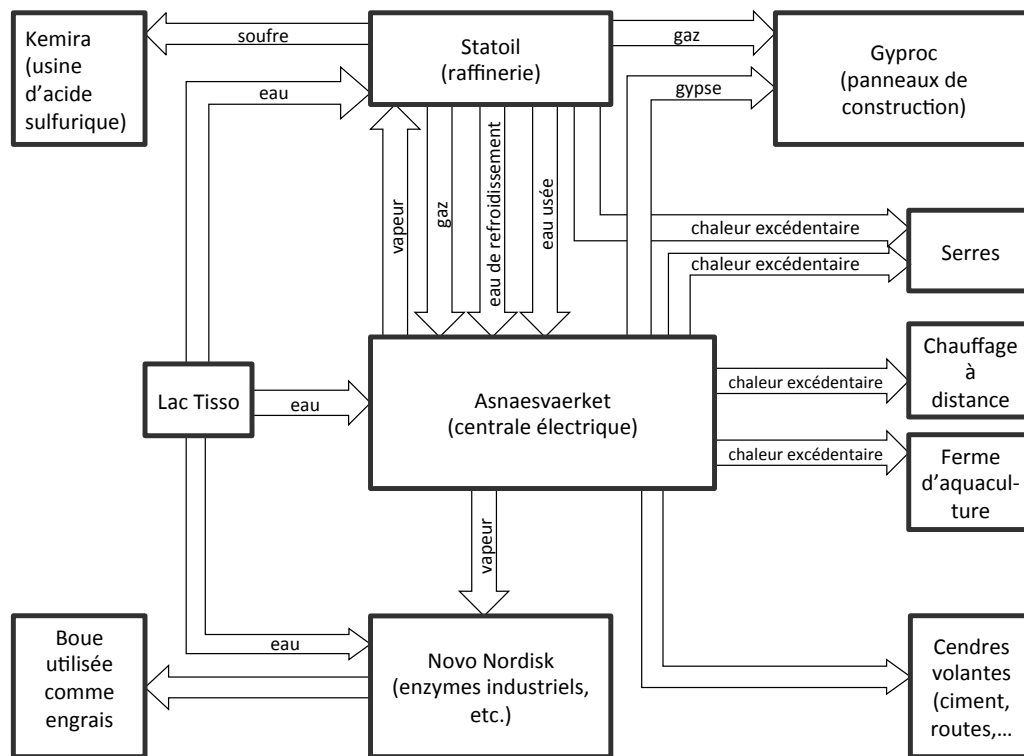 Kemira
(usine
d'acide
sulfurique)
soufre
Statoil
(raffinerie)
gaz
Gyproc
(panneaux de
construction)
eau
gypse
vapeur
gaz
eau de refroidissement
eau usée
chaleur excédentaire
chaleur excédentaire
Serres
Lac Tisso
eau
Asnaesvaerket
(centrale électrique)
chaleur excédentaire
Chauffage
à
distance
chaleur excédentaire
Ferme
d'aquacul-
ture
vapeur
Boue
utilisée
comme
engrais
eau
Novo Nordisk
(enzymes industriels,
etc.)
Cendres
volantes
(ciment,
routes,…